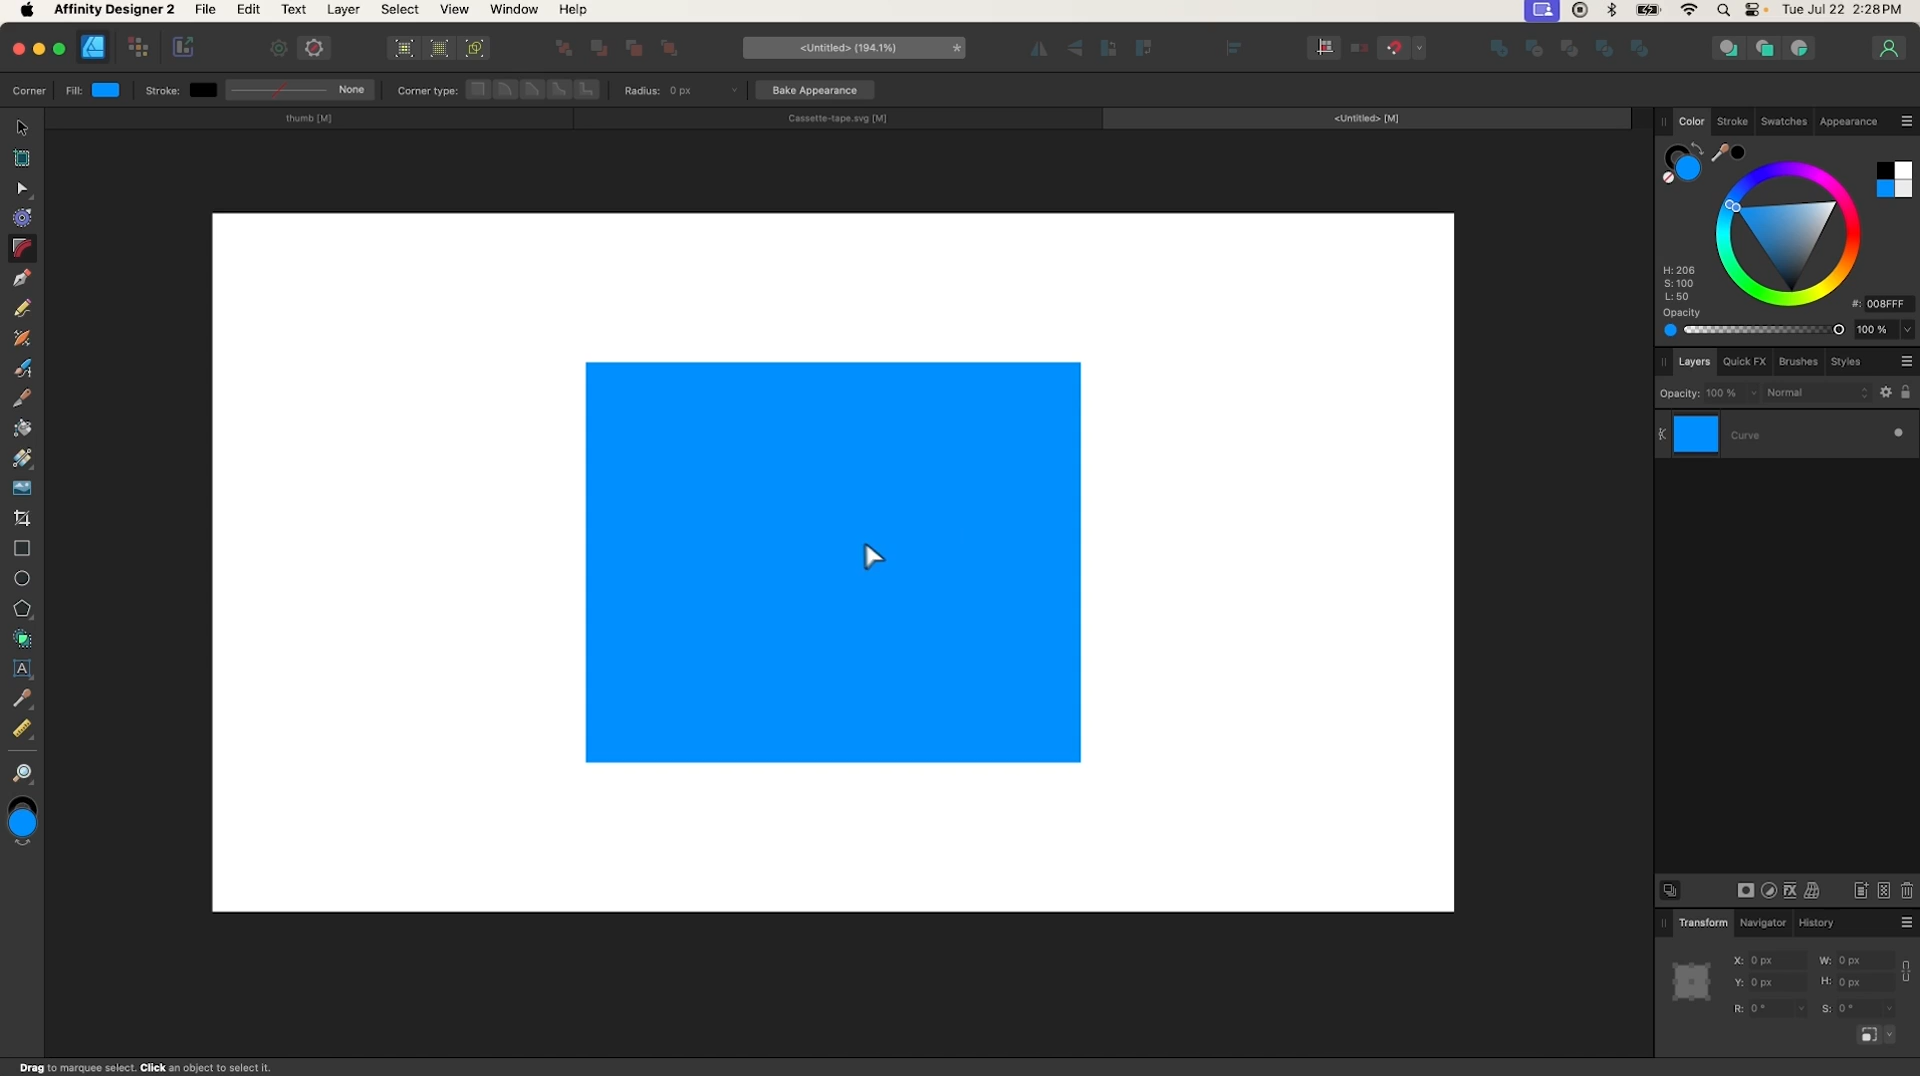 Affinity Designer 2 File Edit Text Layer Select View Window Help Tue Jul 22 2:28 PM
<Untitled> (194.1%) *
Corner Fill: Stroke: None Corner type: Radius: 0 px Bake Appearance
thumb [M] Cassette-tape.svg [M] <Untitled> [M]
Color Stroke Swatches Appearance
H: 206
S: 100
L: 50
#: 008FFF
Opacity
100 %
Layers Quick FX Brushes Styles
Opacity: 100 % Normal
Curve
FX
A
Transform Navigator History
X: 0 px W: 0 px
Y: 0 px H: 0 px
R: 0 ° S: 0 °
Drag to marquee select. Click an object to select it.